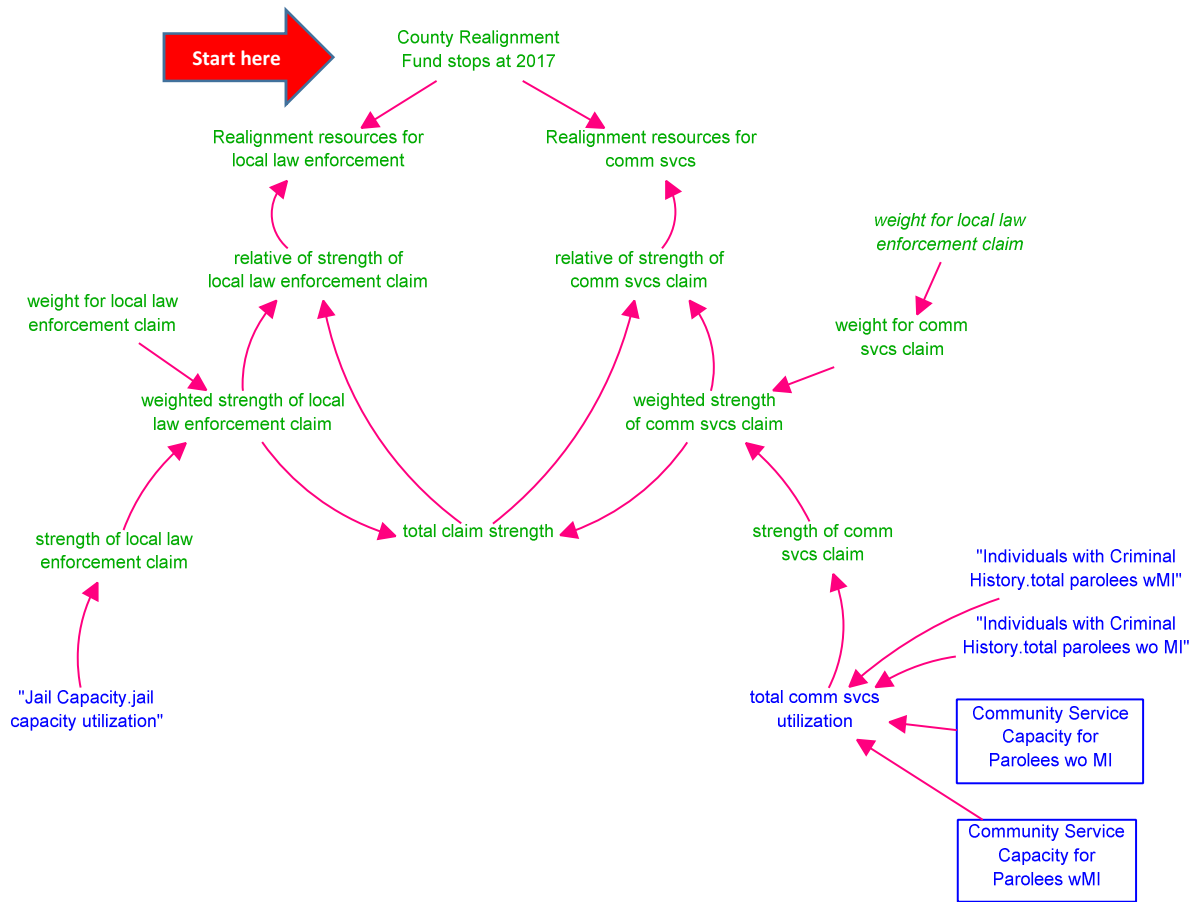 Start here
County Realignment
Fund stops at 2017
Realignment resources for
local law enforcement
Realignment resources for
comm svcs
weight for local law
enforcement claim
relative of strength of
local law enforcement claim
relative of strength of
comm svcs claim
weight for local law
enforcement claim
weight for comm
svcs claim
weighted strength of local
law enforcement claim
weighted strength
of comm svcs claim
total claim strength
strength of local law
enforcement claim
strength of comm
svcs claim
"Individuals with Criminal
History.total parolees wMI"
"Individuals with Criminal
History.total parolees wo MI"
"Jail Capacity.jail
capacity utilization"
total comm svcs
utilization
Community Service
Capacity for
Parolees wo MI
Community Service
Capacity for
Parolees wMI